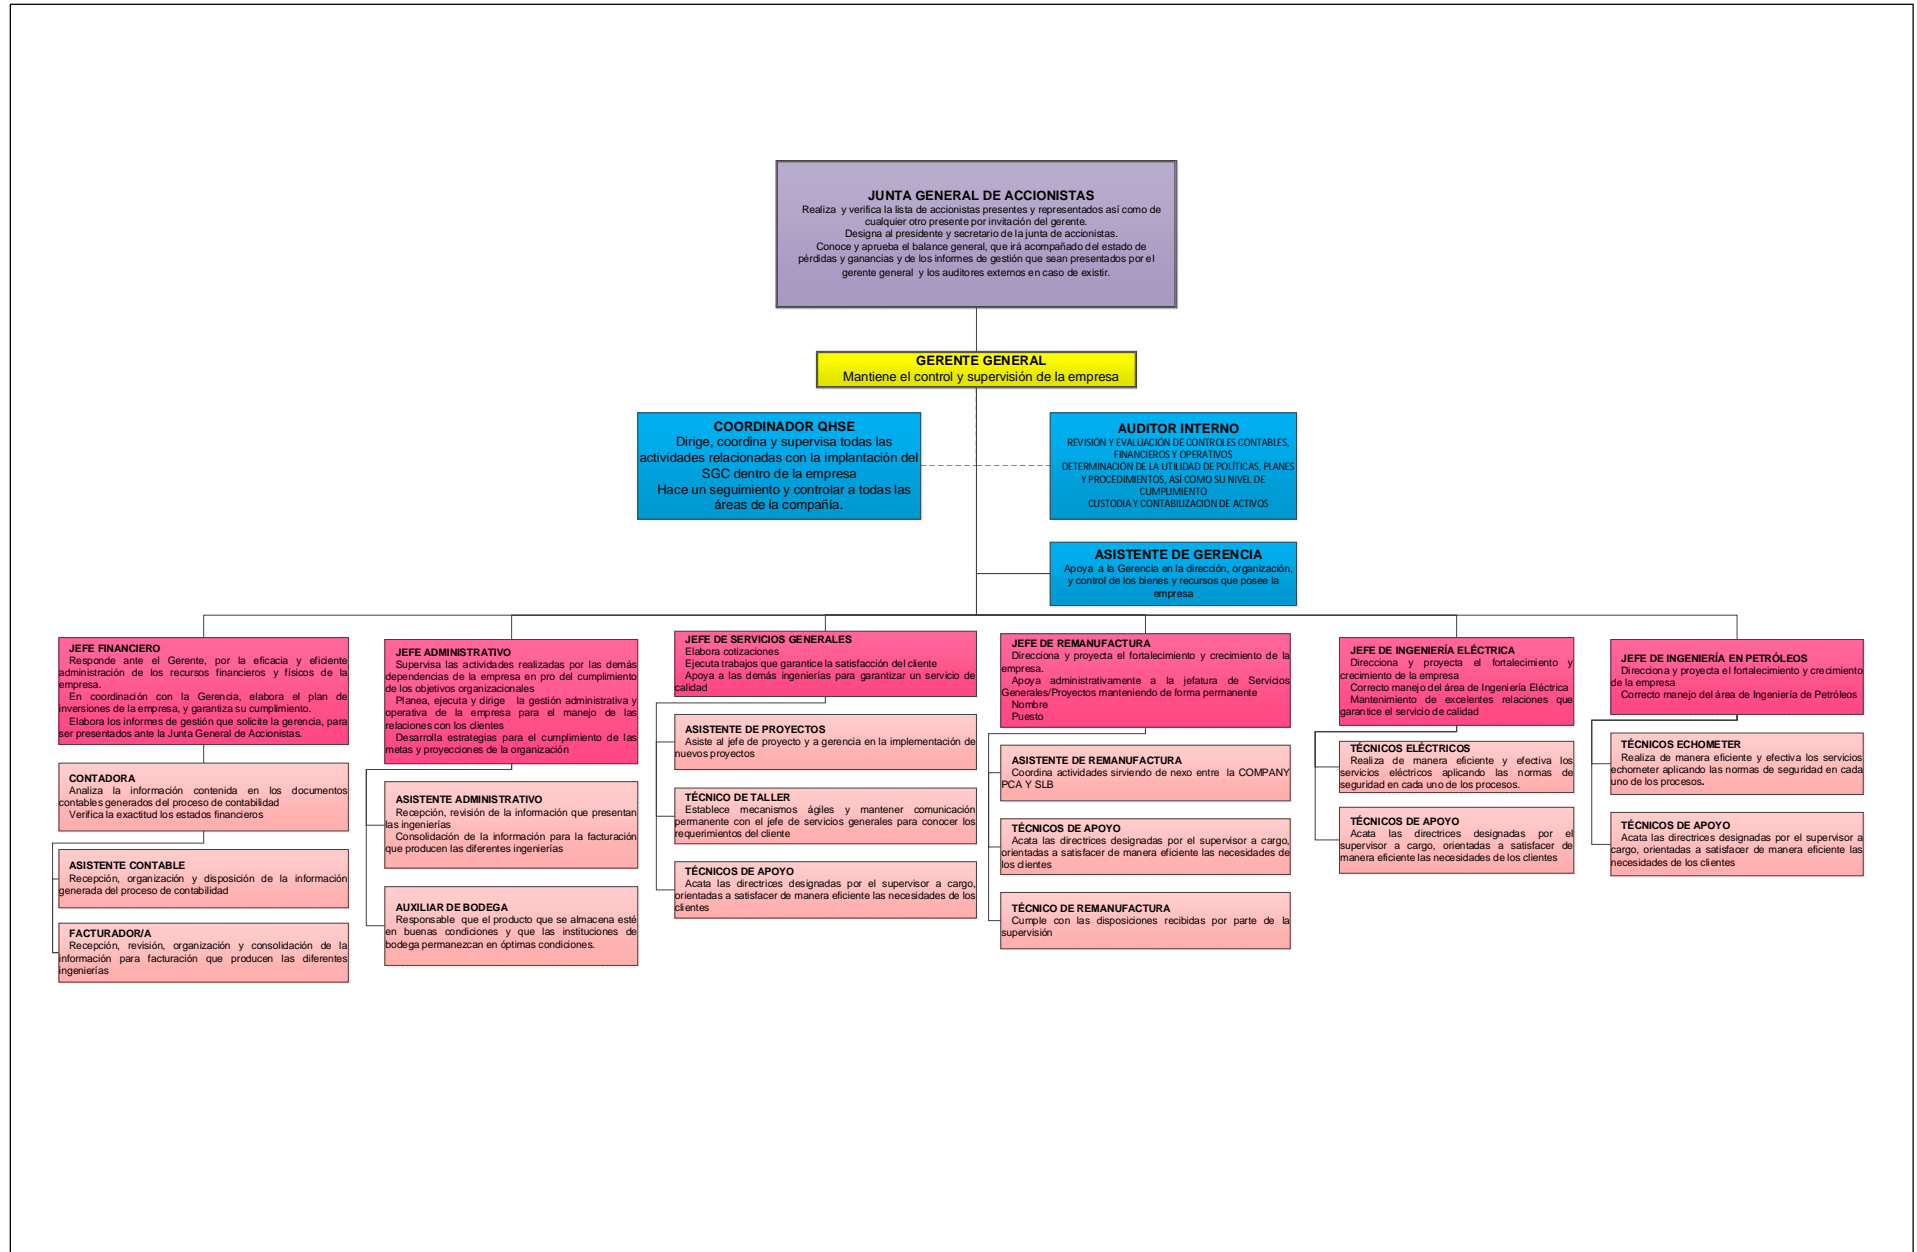 JUNTA GENERAL DE ACCIONISTAS
Realiza y verifica la lista de accionistas presentes y representados así como de
cualquier otro presente por invitación del gerente.
Designa al presidente y secretario de la junta de accionistas.
Conoce y aprueba el balance general, que irá acompañado del estado de
pérdidas y ganancias y de los informes de gestión que sean presentados por el
gerente general y los auditores externos en caso de existir.
GERENTE GENERAL
Mantiene el control y supervisión de la empresa
COORDINADOR QHSE
Dirige, coordina y supervisa todas las
actividades relacionadas con la implantación del
SGC dentro de la empresa
Hace un seguimiento y controlar a todas las
áreas de la compañía.
AUDITOR INTERNO
REVISIÓN Y EVALUACIÓN DE CONTROLES CONTABLES,
FINANCIEROS Y OPERATIVOS
DETERMINACIÓN DE LA UTILIDAD DE POLÍTICAS, PLANES
Y PROCEDIMIENTOS, ASÍ COMO SU NIVEL DE
CUMPLIMIENTO
CUSTODIA Y CONTABILIZACIÓN DE ACTIVOS
ASISTENTE DE GERENCIA
Apoya a la Gerencia en la dirección, organización,
y control de los bienes y recursos que posee la
empresa
JEFE FINANCIERO
Responde ante el Gerente, por la eficacia y eficiente
administración de los recursos financieros y físicos de la
empresa.
En coordinación con la Gerencia, elabora el plan de
inversiones de la empresa, y garantiza su cumplimiento.
Elabora los informes de gestión que solicite la gerencia, para
ser presentados ante la Junta General de Accionistas.
CONTADORA
Analiza la información contenida en los documentos
contables generados del proceso de contabilidad
Verifica la exactitud los estados financieros
ASISTENTE CONTABLE
Recepción, organización y disposición de la información
generada del proceso de contabilidad
FACTURADOR/A
Recepción, revisión, organización y consolidación de la
información para facturación que producen las diferentes
ingenierías
JEFE ADMINISTRATIVO
Supervisa las actividades realizadas por las demás
dependencias de la empresa en pro del cumplimiento
de los objetivos organizacionales
Planea, ejecuta y dirige la gestión administrativa y
operativa de la empresa para el manejo de las
relaciones con los clientes
Desarrolla estrategias para el cumplimiento de las
metas y proyecciones de la organización
ASISTENTE ADMINISTRATIVO
Recepción, revisión de la información que presentan
las ingenierías
Consolidación de la información para la facturación
que producen las diferentes ingenierías
AUXILIAR DE BODEGA
Responsable que el producto que se almacena esté
en buenas condiciones y que las instituciones de
bodega permanezcan en óptimas condiciones.
JEFE DE SERVICIOS GENERALES
Elabora cotizaciones
Ejecuta trabajos que garantice la satisfacción del cliente
Apoya a las demás ingenierías para garantizar un servicio de
calidad
ASISTENTE DE PROYECTOS
Asiste al jefe de proyecto y a gerencia en la implementación de
nuevos proyectos
TÉCNICO DE TALLER
Establece mecanismos ágiles y mantener comunicación
permanente con el jefe de servicios generales para conocer los
requerimientos del cliente
TÉCNICOS DE APOYO
Acata las directrices designadas por el supervisor a cargo,
orientadas a satisfacer de manera eficiente las necesidades de los
clientes
JEFE DE REMANUFACTURA
Direcciona y proyecta el fortalecimiento y crecimiento de la
empresa.
Apoya administrativamente a la jefatura de Servicios
Generales/Proyectos manteniendo de forma permanente
Nombre
Puesto
ASISTENTE DE REMANUFACTURA
Coordina actividades sirviendo de nexo entre la COMPANY
PCA Y SLB
TÉCNICOS DE APOYO
Acata las directrices designadas por el supervisor a cargo,
orientadas a satisfacer de manera eficiente las necesidades de
los clientes
TÉCNICO DE REMANUFACTURA
Cumple con las disposiciones recibidas por parte de la
supervisión
JEFE DE INGENIERÍA ELÉCTRICA
Direcciona y proyecta el fortalecimiento y
crecimiento de la empresa
Correcto manejo del área de Ingeniería Eléctrica
Mantenimiento de excelentes relaciones que
garantice el servicio de calidad
TÉCNICOS ELÉCTRICOS
Realiza de manera eficiente y efectiva los
servicios eléctricos aplicando las normas de
seguridad en cada uno de los procesos.
TÉCNICOS DE APOYO
Acata las directrices designadas por el
supervisor a cargo, orientadas a satisfacer de
manera eficiente las necesidades de los clientes
JEFE DE INGENIERÍA EN PETRÓLEOS
Direcciona y proyecta el fortalecimiento y crecimiento
de la empresa
Correcto manejo del área de Ingeniería de Petróleos
TÉCNICOS ECHOMETER
Realiza de manera eficiente y efectiva los servicios
echometer aplicando las normas de seguridad en cada
uno de los procesos.
TÉCNICOS DE APOYO
Acata las directrices designadas por el supervisor a
cargo, orientadas a satisfacer de manera eficiente las
necesidades de los clientes